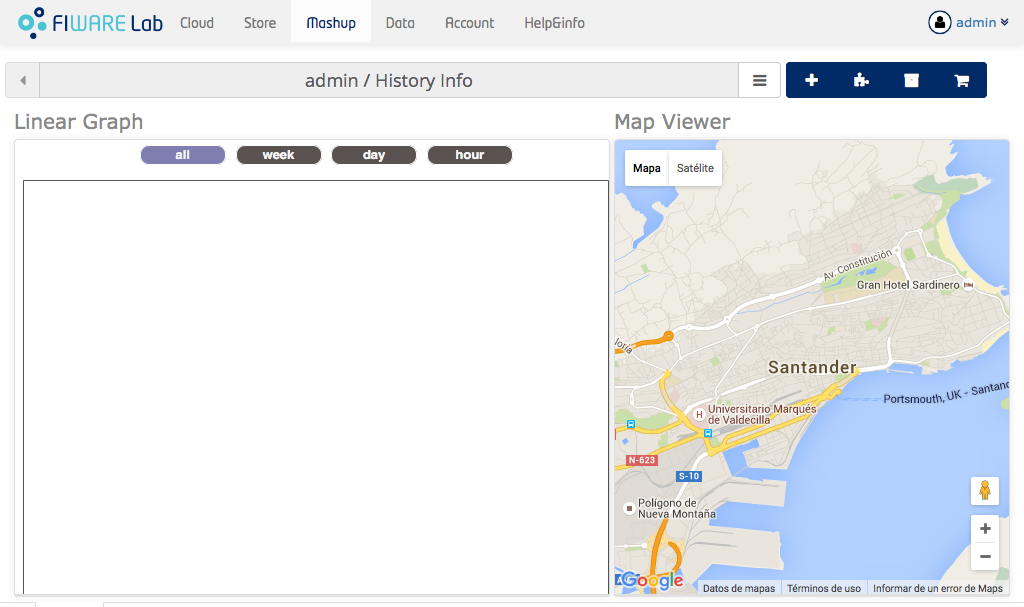 FIWARE Lab
Cloud
Store
Mashup
Data
Account
Help&info
admin
admin / History Info
Linear Graph
Map Viewer
all
week
day
hour
Mapa
Satélite
Av. Constitución
Gran Hotel Sardinero
loría
Santander
Portsmouth, UK - Santand
H
Universitario Marqués
de Valdecilla
N-623
S-10
Polígono de
Nueva Montaña
Google
Datos de mapas
Términos de uso
Informar de un error de Maps